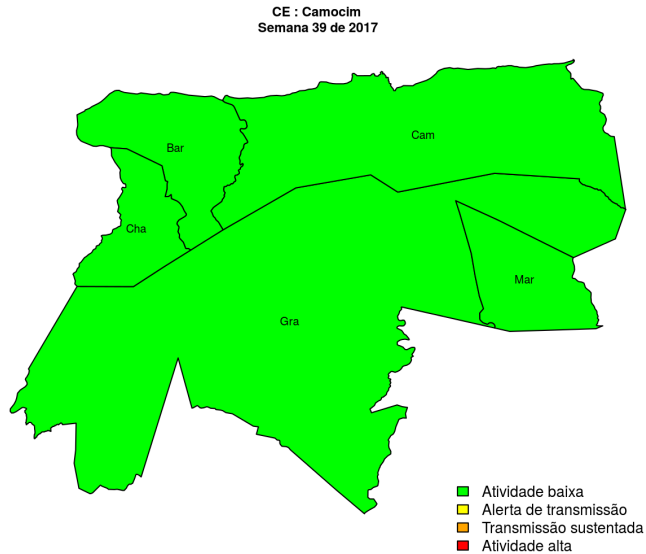 CE : Camocim
Semana 39 de 2017
Bar
Cam
Cha
Mar
Gra
Atividade baixa
Alerta de transmissão
Transmissão sustentada
Atividade alta